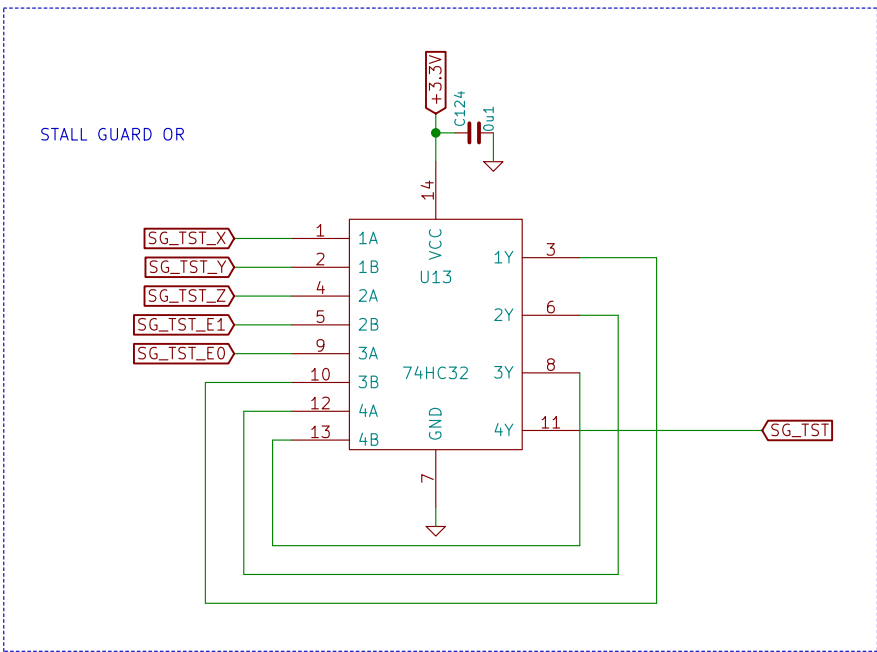 +3.3V
C124
0u1
STALL GUARD OR
14
SG_TST_X 1 1A
VCC
1Y 3
SG_TST_Y 2 1B
U13
SG_TST_Z 4 2A
2Y 6
SG_TST_E1 5 2B
SG_TST_E0 9 3A
74HC32
3Y 8
10 3B
12 4A
GND
4Y 11 SG_TST
13 4B
7